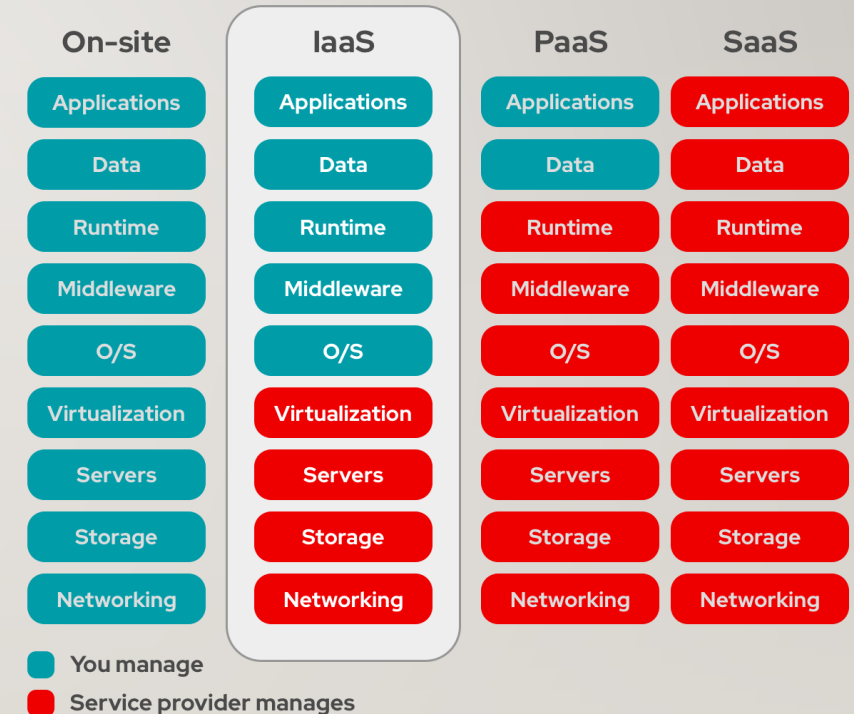 On-site
IaaS
PaaS
SaaS
Applications
Applications
Applications
Applications
Data
Data
Data
Data
Runtime
Runtime
Runtime
Runtime
Middleware
Middleware
Middleware
Middleware
O/S
O/S
O/S
O/S
Virtualization
Virtualization
Virtualization
Virtualization
Servers
Servers
Servers
Servers
Storage
Storage
Storage
Storage
Networking
Networking
Networking
Networking
You manage
Service provider manages